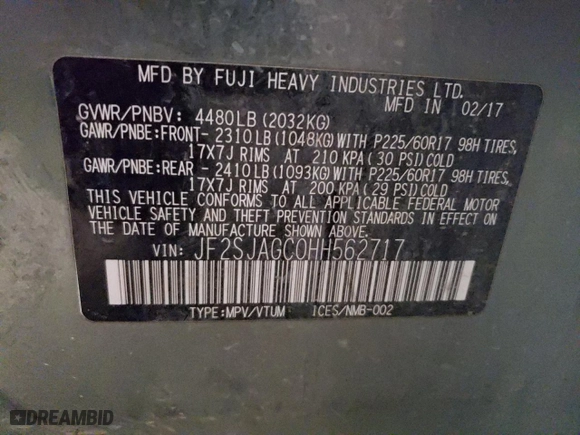 MFD BY FUJI HEAVY INDUSTRIES LTD.
MFD IN 02/17
GVWR/PNBV: 4480LB(2032KG)
GAWR/PNBE:FRONT- 2310LB(1048KG)WITH P225/60R17 98H TIRES,
17X7J RIMS AT 210 KPA( 30 PSI)COLD
GAWR/PNBE:REAR - 2410LB(1093KG)WITH P225/60R17 98H TIRES,
17X7J RIMS AT 200 KPA( 29 PSI)COLD
THIS VEHICLE CONFORMS TO ALL APPLICABLE FEDERAL MOTOR
VEHICLE SAFETY AND THEFT PREVENTION STANDARDS IN EFFECT ON
THE DATE OF MANUFACTURE SHOWN ABOVE.
VIN: JF2SJAGC0HH562717
TYPE:MPV/VTUM ICES/NMB-002
DREAMBID